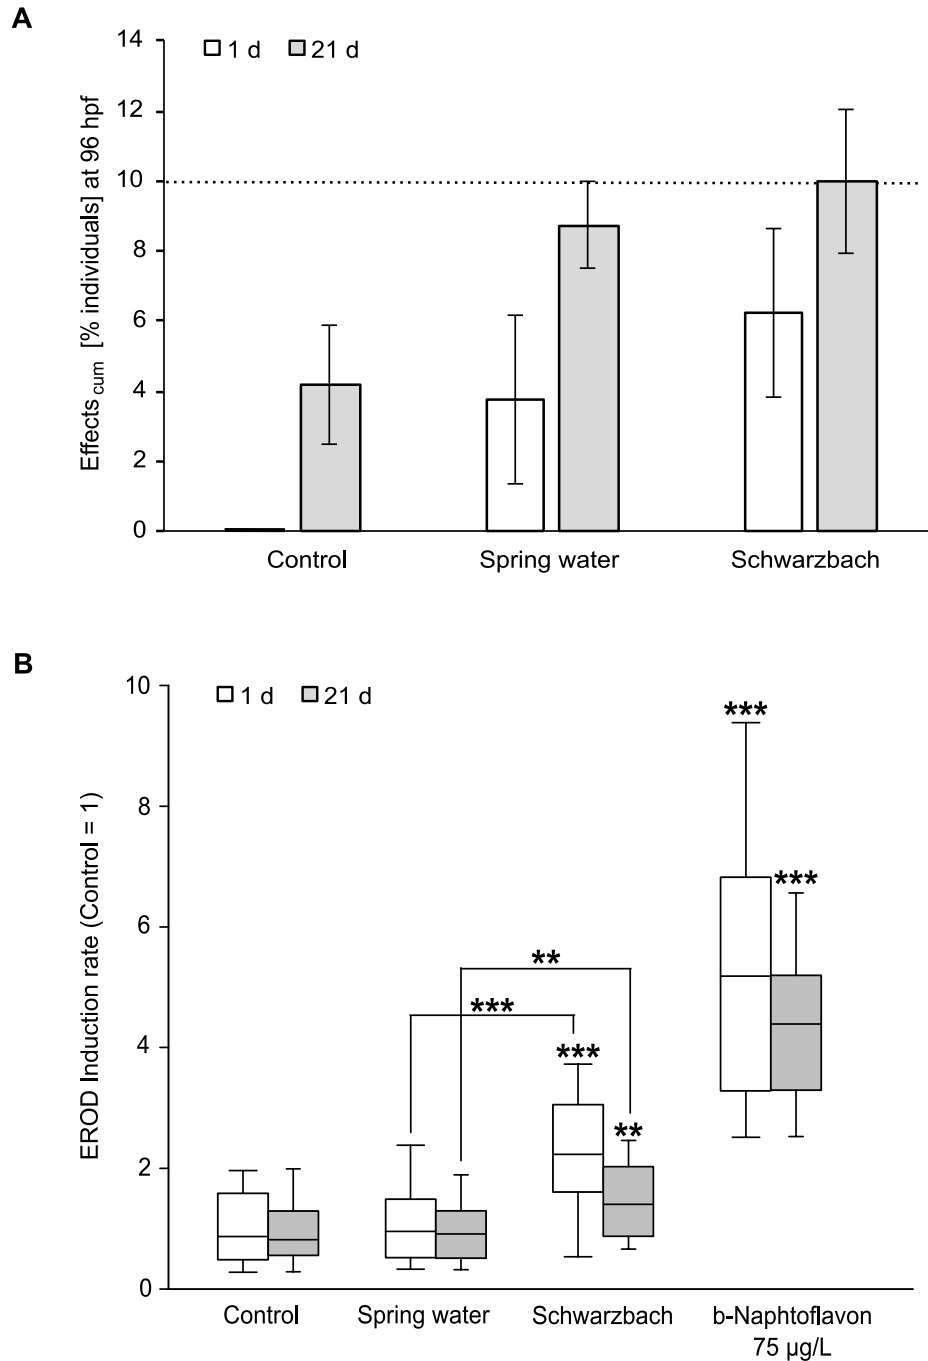 A
14
1 d 21 d
12
10
8
6
4
2
0
Effects cum [% individuals] at 96 hpf
Control Spring water Schwarzbach
B
10
1 d 21 d
***
8
***
6
**
***
4
***
**
2
0
EROD Induction rate (Control = 1)
Control Spring water Schwarzbach b-Naphtoflavon
75 µg/L